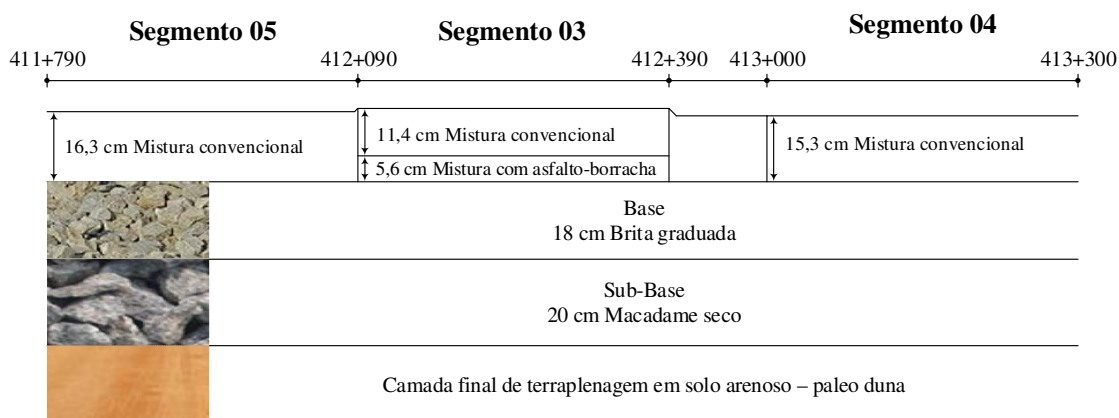 Segmento 05
Segmento 03
Segmento 04
411+790
412+090
412+390
413+000
413+300
16,3 cm Mistura convencional
11,4 cm Mistura convencional
5,6 cm Mistura com asfalto-borracha
15,3 cm Mistura convencional
Base
18 cm Brita graduada
Sub-Base
20 cm Macadame seco
Camada final de terraplenagem em solo arenoso – paleo duna